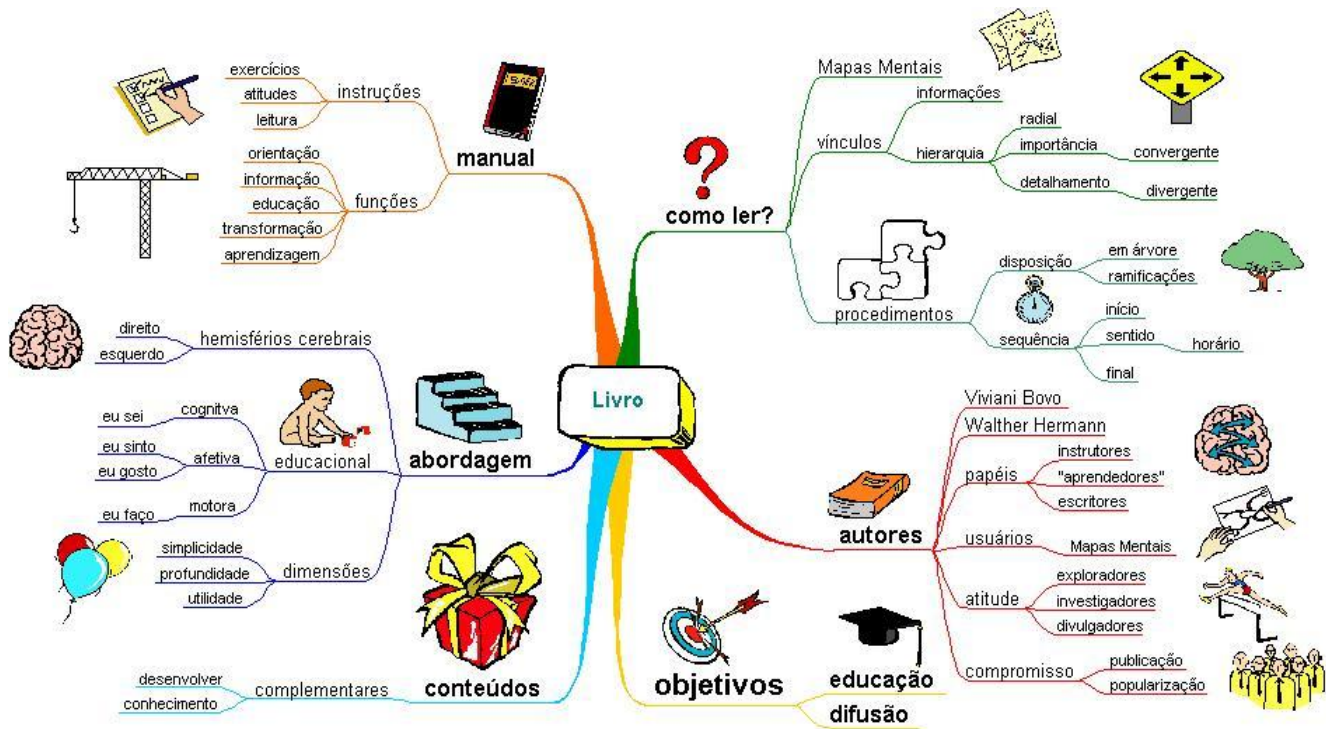 Livro
como ler?
Mapas Mentais
vínculos
informações
hierarquia
radial
importância
convergente
detalhamento
divergente
procedimentos
disposição
em árvore
ramificações
sequência
início
sentido
horário
final
autores
Viviani Bovo
Walther Hermann
papéis
instrutores
"aprendedores"
escritores
usuários
Mapas Mentais
atitude
exploradores
investigadores
divulgadores
compromisso
publicação
popularização
objetivos
educação
difusão
conteúdos
complementares
desenvolver
conhecimento
abordagem
hemisférios cerebrais
direito
esquerdo
educacional
cognitva
eu sei
afetiva
eu sinto
eu gosto
motora
eu faço
dimensões
simplicidade
profundidade
utilidade
manual
instruções
exercícios
atitudes
leitura
funções
orientação
informação
educação
transformação
aprendizagem